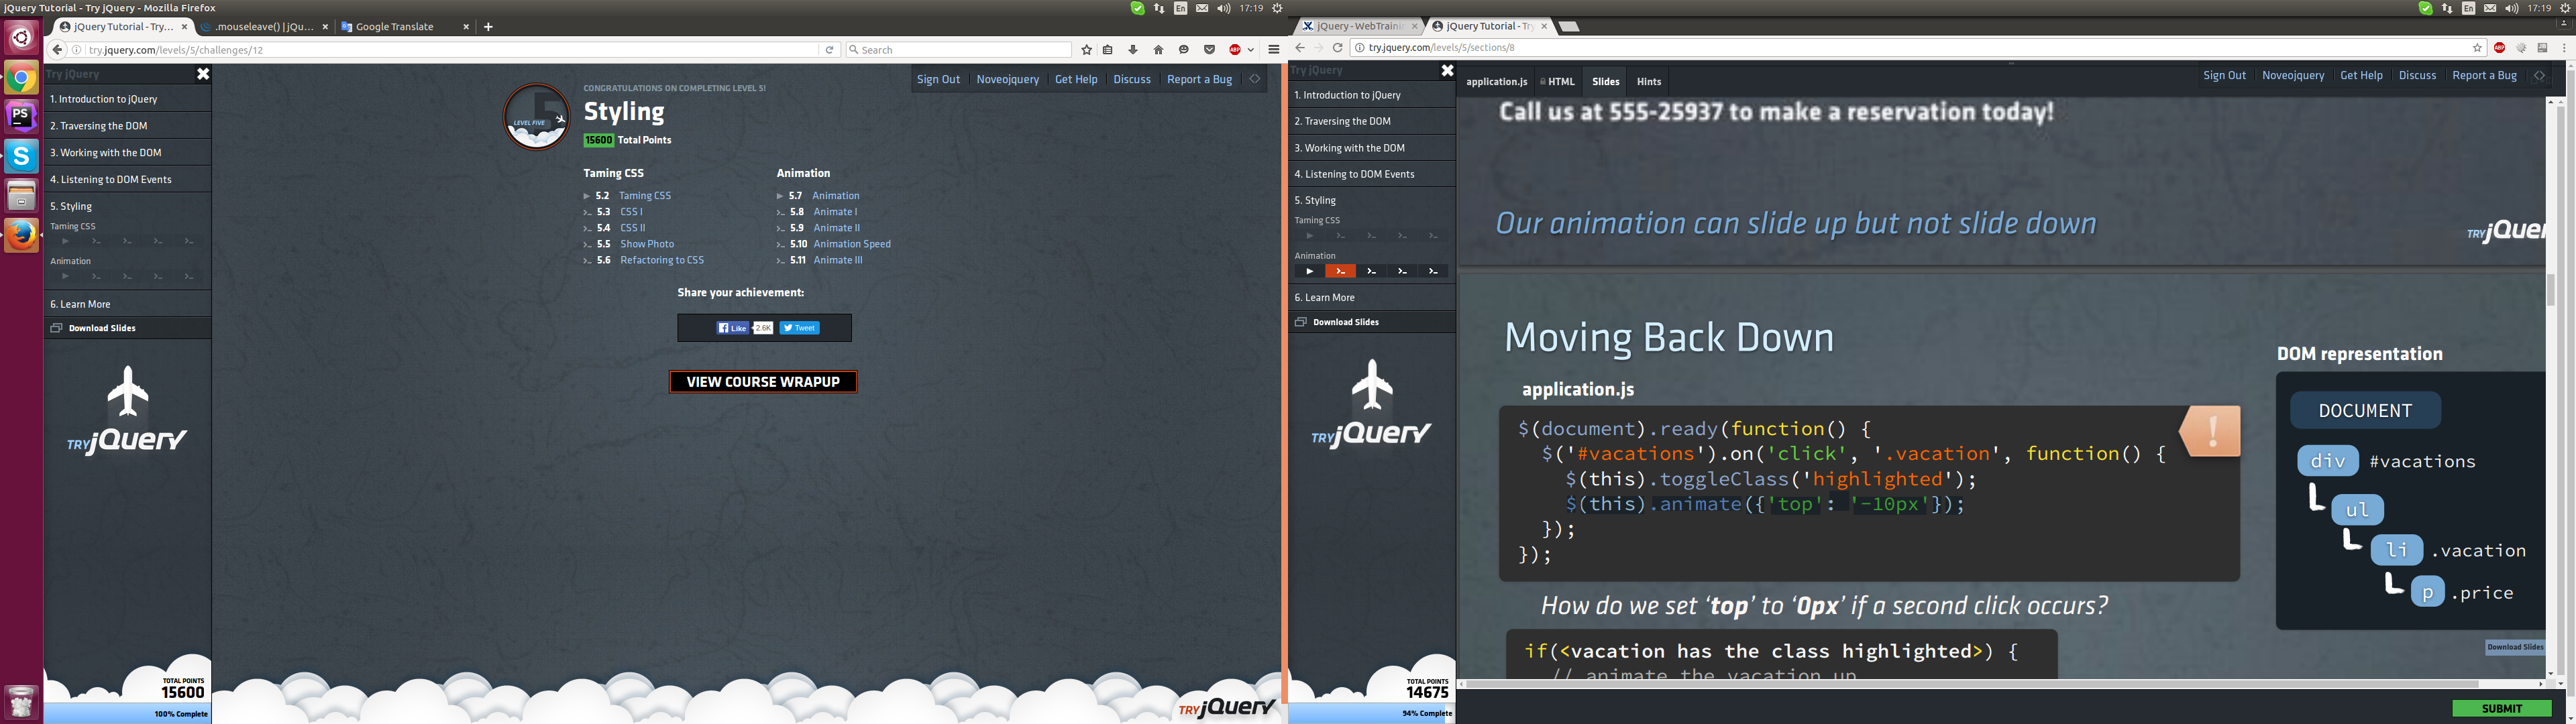 jQuery Tutorial - Try jQuery - Mozilla Firefox
En
17:19
jQuery Tutorial - Try...
.mouseleave() | jQu...
Google Translate
try.jquery.com/levels/5/challenges/12
Search
ABP
Try jQuery
1. Introduction to jQuery
2. Traversing the DOM
3. Working with the DOM
4. Listening to DOM Events
5. Styling
Taming CSS
Animation
6. Learn More
Download Slides
TRY jQuery
TOTAL POINTS
15600
100% Complete
Sign Out
Noveojquery
Get Help
Discuss
Report a Bug
LEVEL FIVE
CONGRATULATIONS ON COMPLETING LEVEL 5!
Styling
15600 Total Points
Taming CSS
5.2 Taming CSS
5.3 CSS I
5.4 CSS II
5.5 Show Photo
5.6 Refactoring to CSS
Animation
5.7 Animation
5.8 Animate I
5.9 Animate II
5.10 Animation Speed
5.11 Animate III
Share your achievement:
Like
2.6K
Tweet
VIEW COURSE WRAPUP
TRY jQuery
PS
S
En
17:19
jQuery - WebTraini
jQuery Tutorial - Try
try.jquery.com/levels/5/sections/8
ABP
Try jQuery
1. Introduction to jQuery
2. Traversing the DOM
3. Working with the DOM
4. Listening to DOM Events
5. Styling
Taming CSS
Animation
6. Learn More
Download Slides
TRY jQuery
TOTAL POINTS
14675
94% Complete
application.js
HTML
Slides
Hints
Sign Out
Noveojquery
Get Help
Discuss
Report a Bug
Call us at 555-25937 to make a reservation today!
Our animation can slide up but not slide down
TRY jQuer
Moving Back Down
application.js
$(document).ready(function() {
$('#vacations').on('click', '.vacation', function() {
$(this).toggleClass('highlighted');
$(this).animate({'top': '-10px'});
});
});
!
How do we set ‘top’ to ‘0px’ if a second click occurs?
if(<vacation has the class highlighted>) {
// animate the vacation up
DOM representation
DOCUMENT
div #vacations
ul
li .vacation
p .price
Download Slides
SUBMIT